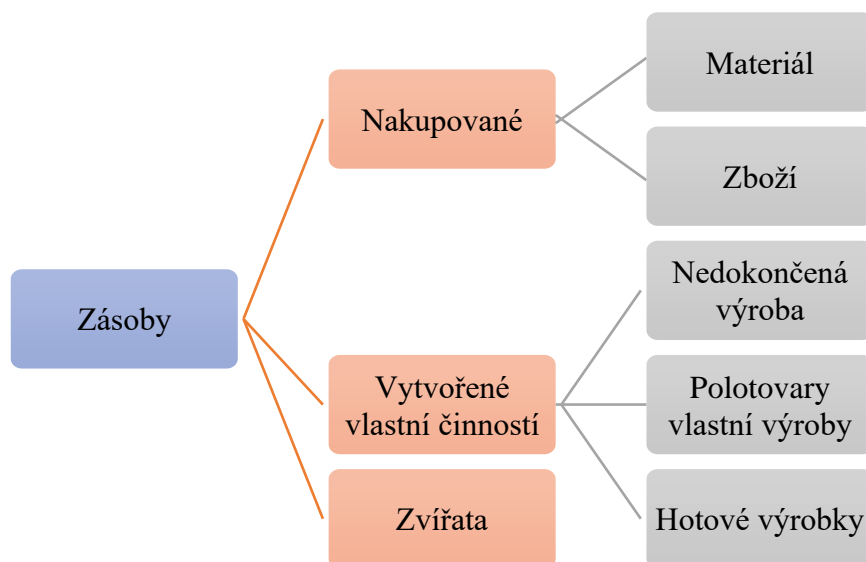 Zásoby
Nakupované
Materiál
Zboží
Vytvořené
vlastní činností
Nedokončená
výroba
Polotovary
vlastní výroby
Hotové výrobky
Zvířata